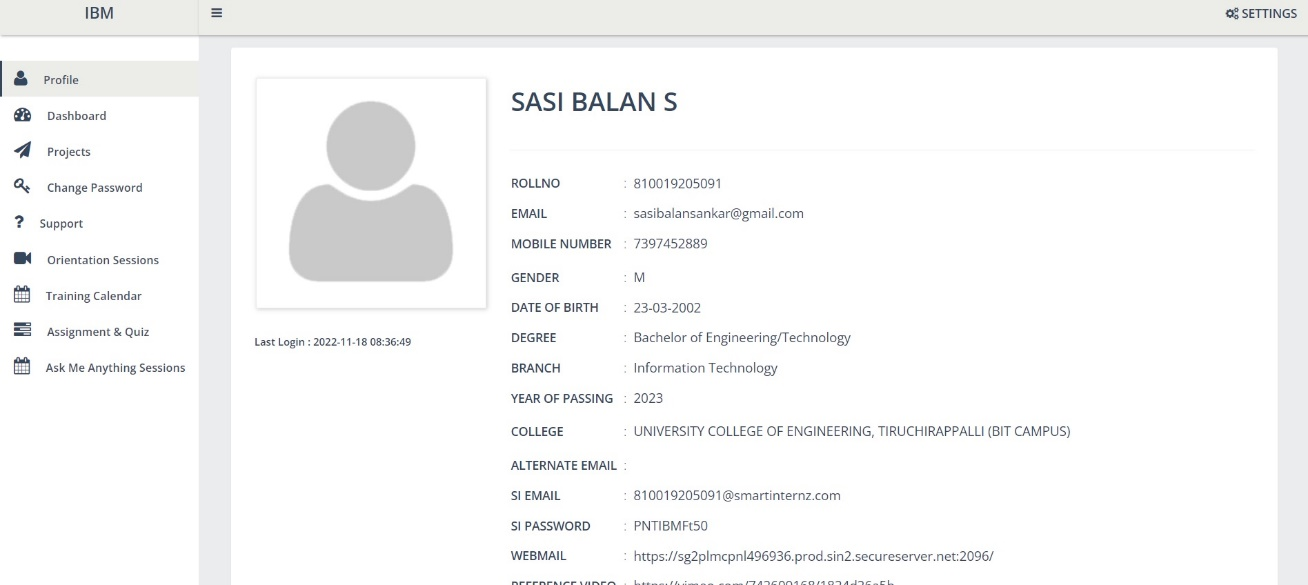 IBM
SETTINGS
Profile
Dashboard
Projects
Change Password
Support
Orientation Sessions
Training Calendar
Assignment & Quiz
Ask Me Anything Sessions
Last Login : 2022-11-18 08:36:49
SASI BALAN S
ROLLNO : 810019205091
EMAIL : sasibalansankar@gmail.com
MOBILE NUMBER : 7397452889
GENDER : M
DATE OF BIRTH : 23-03-2002
DEGREE : Bachelor of Engineering/Technology
BRANCH : Information Technology
YEAR OF PASSING : 2023
COLLEGE : UNIVERSITY COLLEGE OF ENGINEERING, TIRUCHIRAPPALLI (BIT CAMPUS)
ALTERNATE EMAIL :
SI EMAIL : 810019205091@smartinternz.com
SI PASSWORD : PNTIBMFt50
WEBMAIL : https://sg2plmcpnl496936.prod.sin2.secureserver.net:2096/
REFERENCE VIDEO :